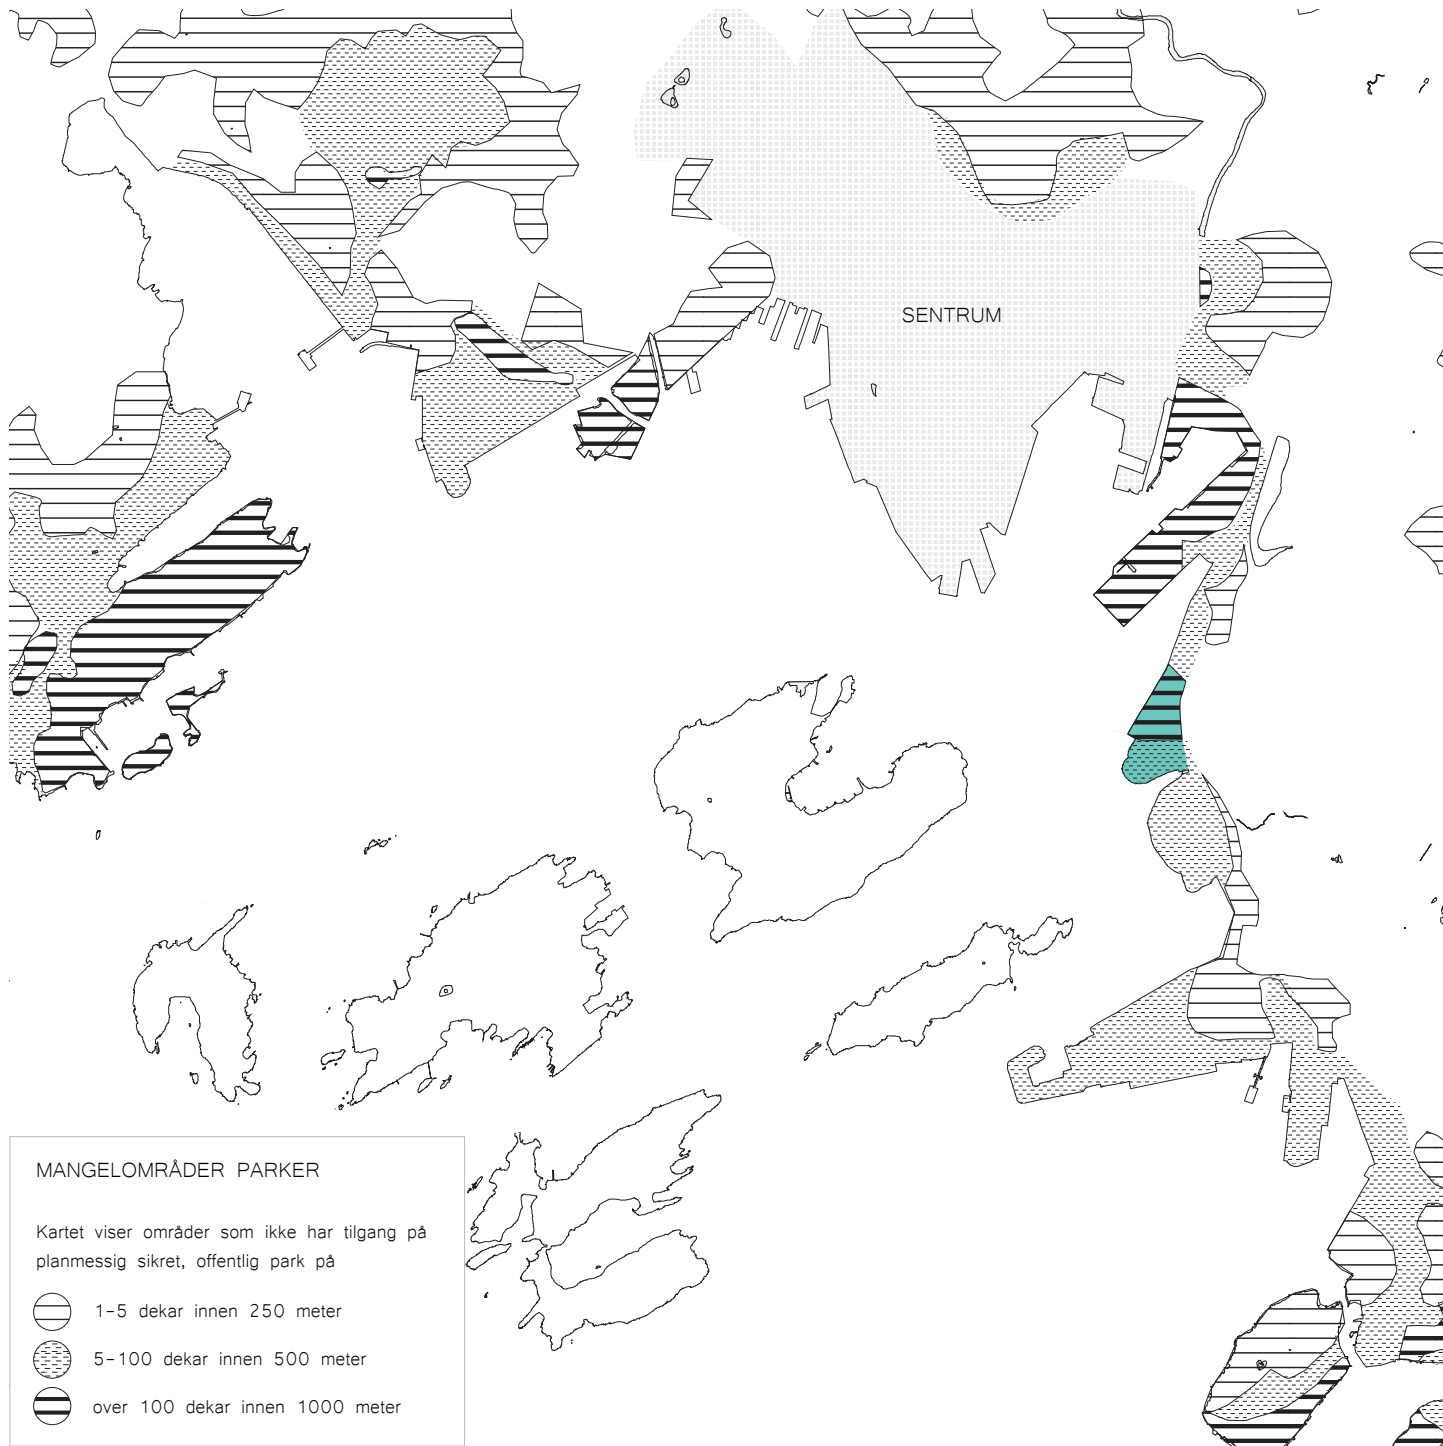 SENTRUM
MANGELOMRÅDER PARKER
Kartet viser områder som ikke har tilgang på
planmessig sikret, offentlig park på
1-5 dekar innen 250 meter
5-100 dekar innen 500 meter
over 100 dekar innen 1000 meter